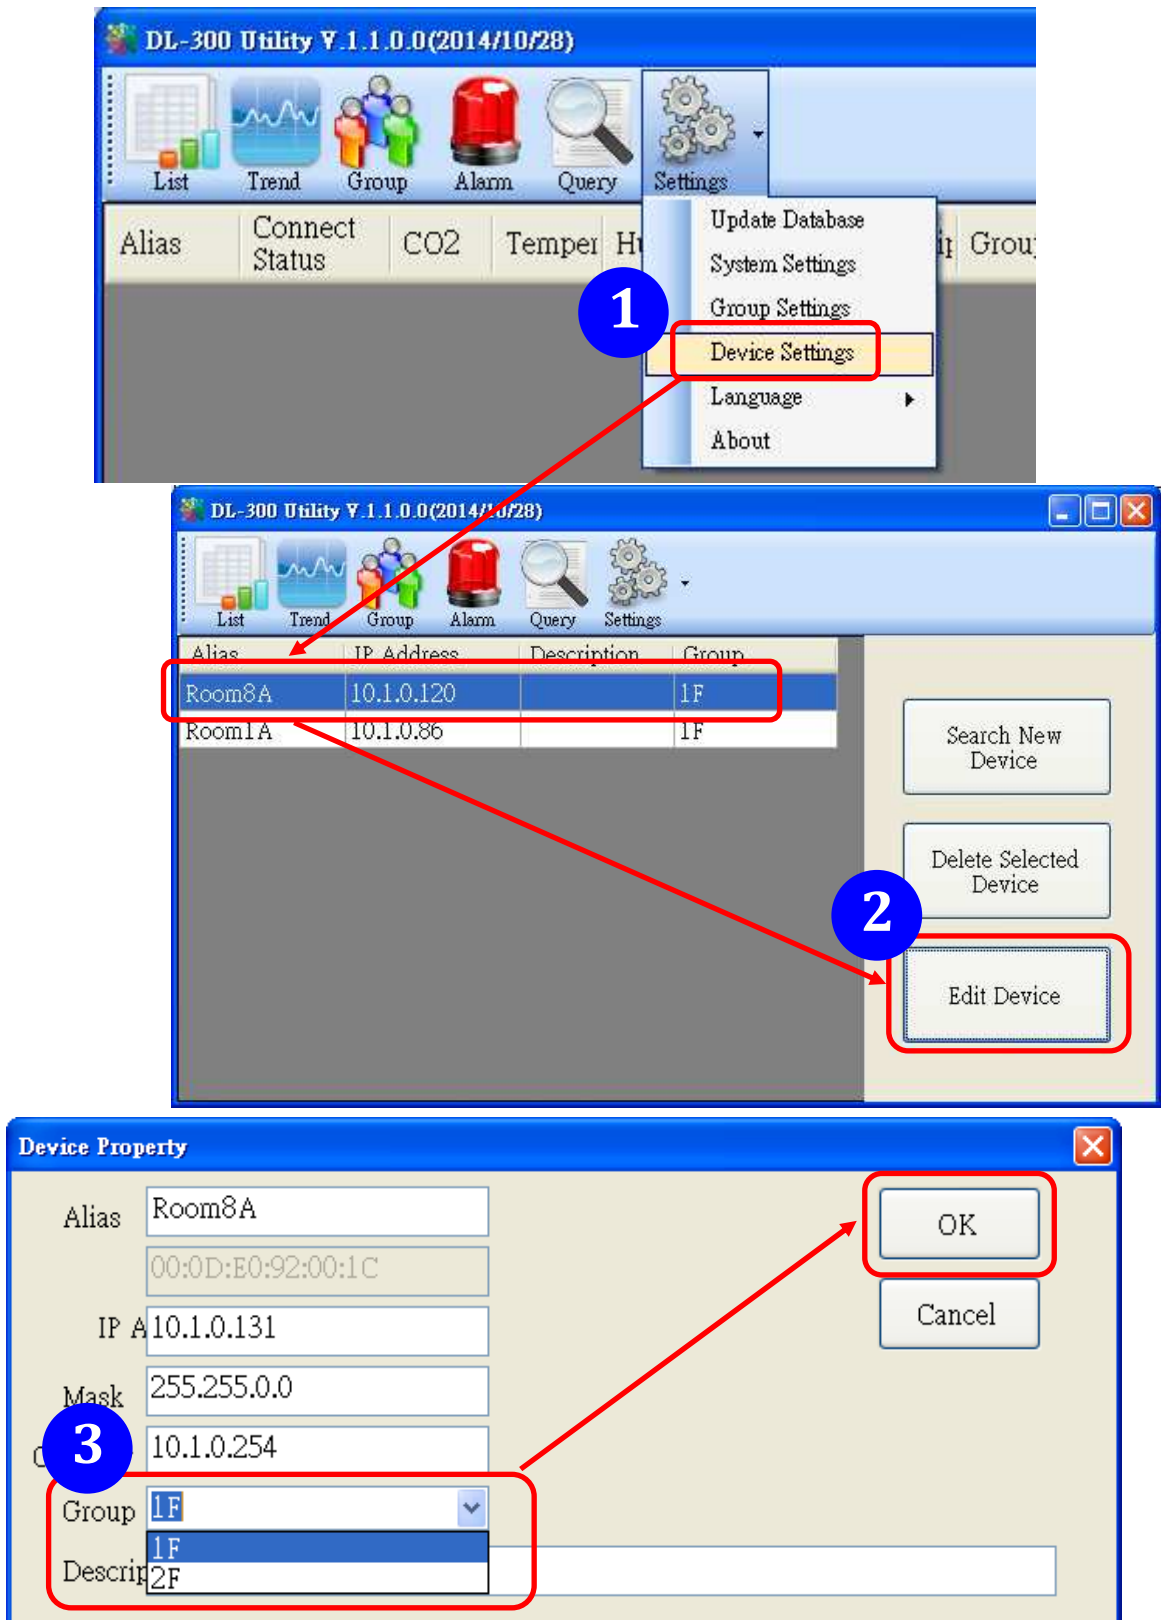 DL-300 Utility V.1.1.0.0(2014/10/28)
List Trend Group Alarm Query Settings
Alias Connect Status CO2 Temper Hu Grou
Update Database
System Settings
1
Group Settings
Device Settings
Language
About
DL-300 Utility V.1.1.0.0(2014/10/28)
List Trend Group Alarm Query Settings
Alias IP Address Description Group
Room8A 10.1.0.120 1F
Room1A 10.1.0.86 1F
Search New
Device
Delete Selected
Device
2
Edit Device
Device Property
Alias Room8A
OK
00:0D:E0:92:00:1C
Cancel
IP A 10.1.0.131
Mask 255.255.0.0
3
10.1.0.254
Group 1F
1F
Descrip
2F